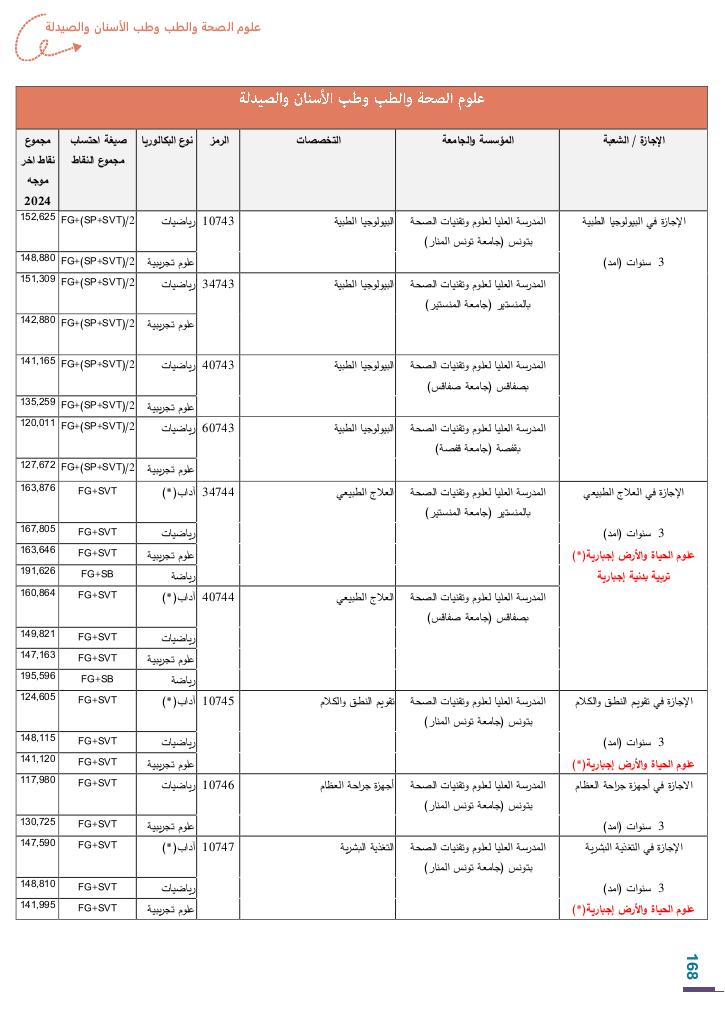 علوم الصحة والطب وطب الأسنان والصيدلة
علوم الصحة والطب وطب الأسنان والصيدلة
الإجازة / الشعبة المؤسسة والجامعة التخصصات الرمز نوع البكالوريا صيغة احتساب مجموع النقاط مجموع نقاط اخر موجه 2024
الإجازة في البيولوجيا الطبية المدرسة العليا لعلوم وتقنيات الصحة البيولوجيا الطبية 10743 رياضيات FG+(SP+SVT)/2 152,625
بتونس (جامعة تونس المنار)
3 سنوات (امد) علوم تجريبية FG+(SP+SVT)/2 148,880
المدرسة العليا لعلوم وتقنيات الصحة البيولوجيا الطبية 34743 رياضيات FG+(SP+SVT)/2 151,309
بالمنستير (جامعة المنستير)
علوم تجريبية FG+(SP+SVT)/2 142,880
المدرسة العليا لعلوم وتقنيات الصحة البيولوجيا الطبية 40743 رياضيات FG+(SP+SVT)/2 141,165
بصفاقس (جامعة صفاقس)
علوم تجريبية FG+(SP+SVT)/2 135,259
المدرسة العليا لعلوم وتقنيات الصحة البيولوجيا الطبية 60743 رياضيات FG+(SP+SVT)/2 120,011
بقفصة (جامعة قفصة)
علوم تجريبية FG+(SP+SVT)/2 127,672
الإجازة في العلاج الطبيعي المدرسة العليا لعلوم وتقنيات الصحة العلاج الطبيعي 34744 آداب(*) FG+SVT 163,876
بالمنستير (جامعة المنستير)
3 سنوات (امد) رياضيات FG+SVT 167,805
علوم الحياة والأرض إجبارية(*) علوم تجريبية FG+SVT 163,646
تربية بدنية إجبارية رياضة FG+SB 191,626
المدرسة العليا لعلوم وتقنيات الصحة العلاج الطبيعي 40744 آداب(*) FG+SVT 160,864
بصفاقس (جامعة صفاقس)
رياضيات FG+SVT 149,821
علوم تجريبية FG+SVT 147,163
رياضة FG+SB 195,596
الإجازة في تقويم النطق والكلام المدرسة العليا لعلوم وتقنيات الصحة تقويم النطق والكلام 10745 آداب(*) FG+SVT 124,605
بتونس (جامعة تونس المنار)
3 سنوات (امد) رياضيات FG+SVT 148,115
علوم الحياة والأرض إجبارية(*) علوم تجريبية FG+SVT 141,120
الاجازة في أجهزة جراحة العظام المدرسة العليا لعلوم وتقنيات الصحة أجهزة جراحة العظام 10746 رياضيات FG+SVT 117,980
بتونس (جامعة تونس المنار)
3 سنوات (امد) علوم تجريبية FG+SVT 130,725
الإجازة في التغذية البشرية المدرسة العليا لعلوم وتقنيات الصحة التغذية البشرية 10747 آداب(*) FG+SVT 147,590
بتونس (جامعة تونس المنار)
3 سنوات (امد) رياضيات FG+SVT 148,810
علوم الحياة والأرض إجبارية(*) علوم تجريبية FG+SVT 141,995
168